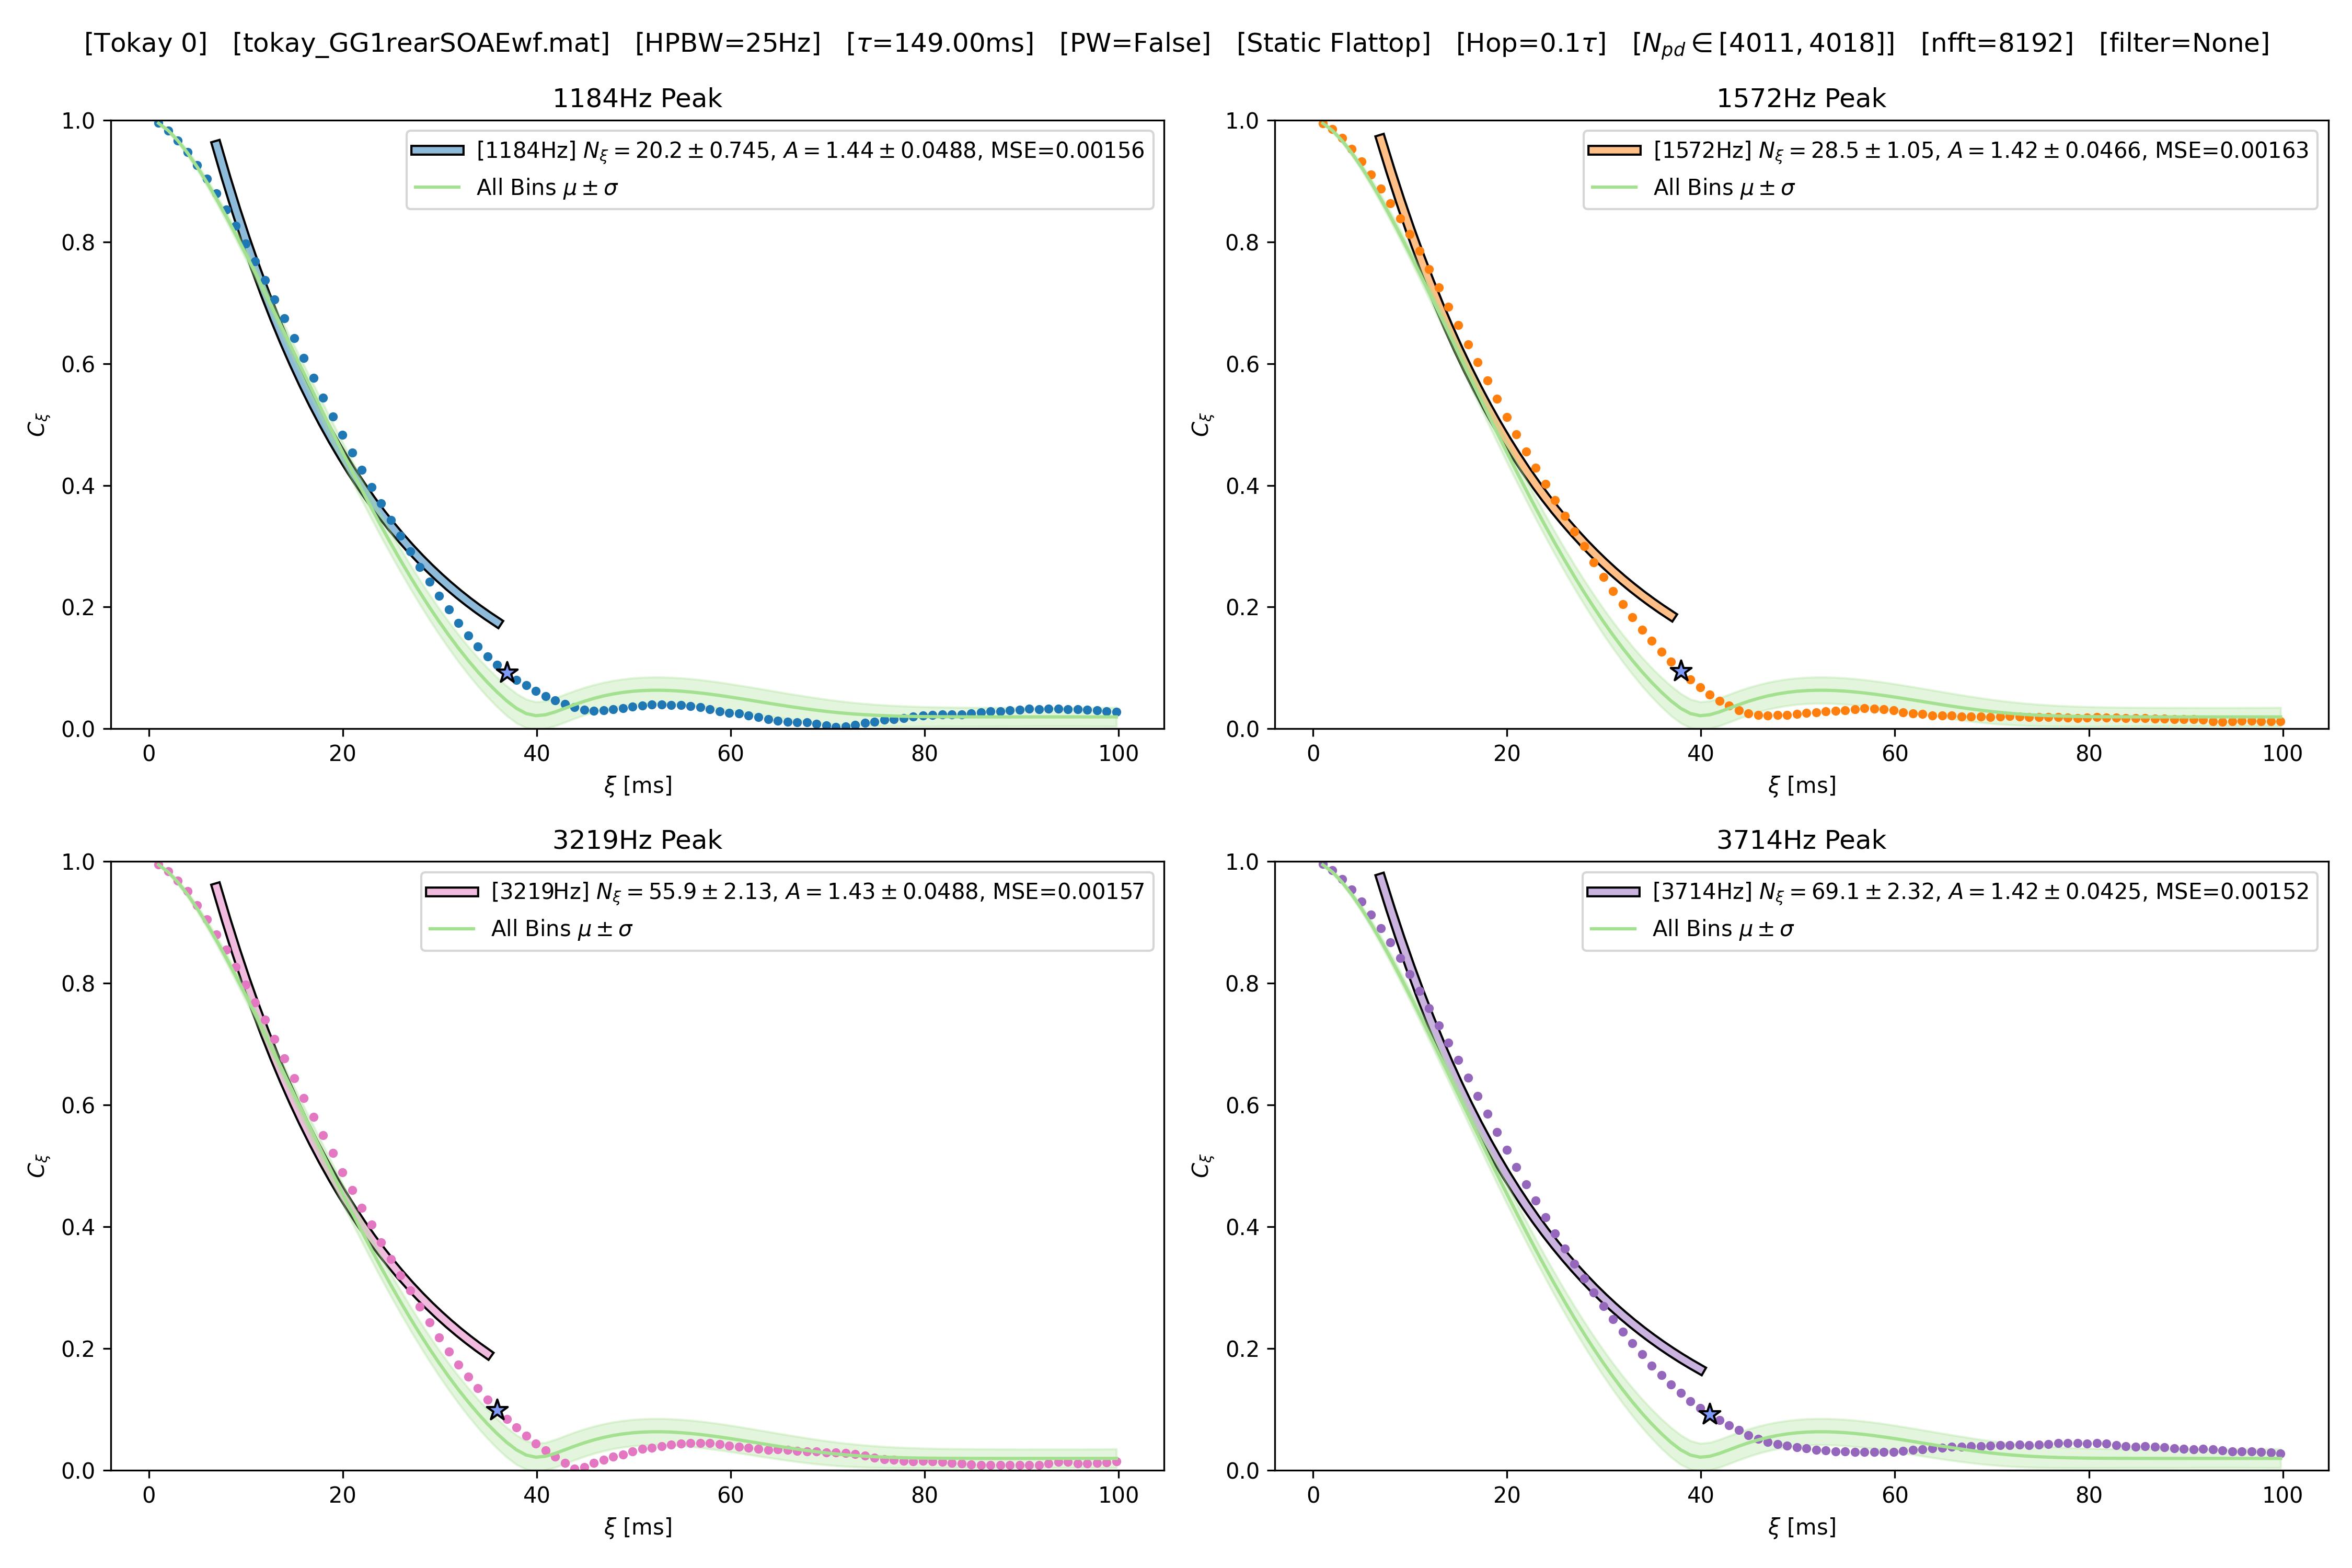 [Tokay 0] [tokay_GG1rearSOAEwf.mat] [HPBW=25Hz] [τ=149.00ms] [PW=False] [Static Flattop] [Hop=0.1τ] [N_{pd} ∈ [4011, 4018]] [nfft=8192] [filter=None]
1184Hz Peak
[1184Hz] N_ξ = 20.2 ± 0.745, A = 1.44 ± 0.0488, MSE=0.00156
All Bins μ ± σ
1.0
0.8
0.6
0.4
0.2
0.0
C_ξ
0 20 40 60 80 100
ξ [ms]
1572Hz Peak
[1572Hz] N_ξ = 28.5 ± 1.05, A = 1.42 ± 0.0466, MSE=0.00163
All Bins μ ± σ
1.0
0.8
0.6
0.4
0.2
0.0
C_ξ
0 20 40 60 80 100
ξ [ms]
3219Hz Peak
[3219Hz] N_ξ = 55.9 ± 2.13, A = 1.43 ± 0.0488, MSE=0.00157
All Bins μ ± σ
1.0
0.8
0.6
0.4
0.2
0.0
C_ξ
0 20 40 60 80 100
ξ [ms]
3714Hz Peak
[3714Hz] N_ξ = 69.1 ± 2.32, A = 1.42 ± 0.0425, MSE=0.00152
All Bins μ ± σ
1.0
0.8
0.6
0.4
0.2
0.0
C_ξ
0 20 40 60 80 100
ξ [ms]